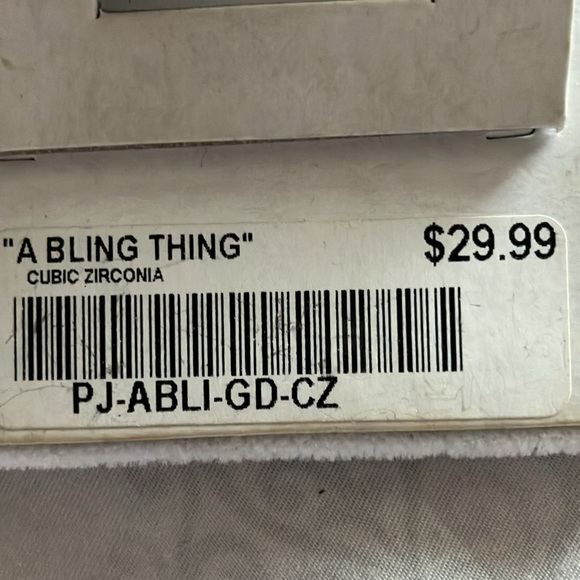 "A BLING THING" $29.99
CUBIC ZIRCONIA
PJ-ABLI-GD-CZ